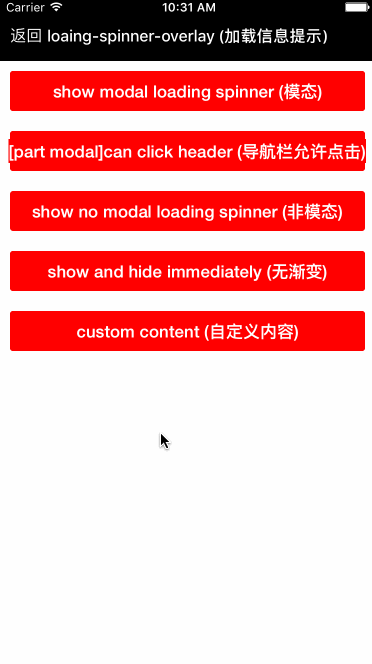 Carrier 10:31 AM
返回 loaing-spinner-overlay (加载信息提示)
show modal loading spinner (模态)
[part modal]can click header (导航栏允许点击)
show no modal loading spinner (非模态)
show and hide immediately (无渐变)
custom content (自定义内容)